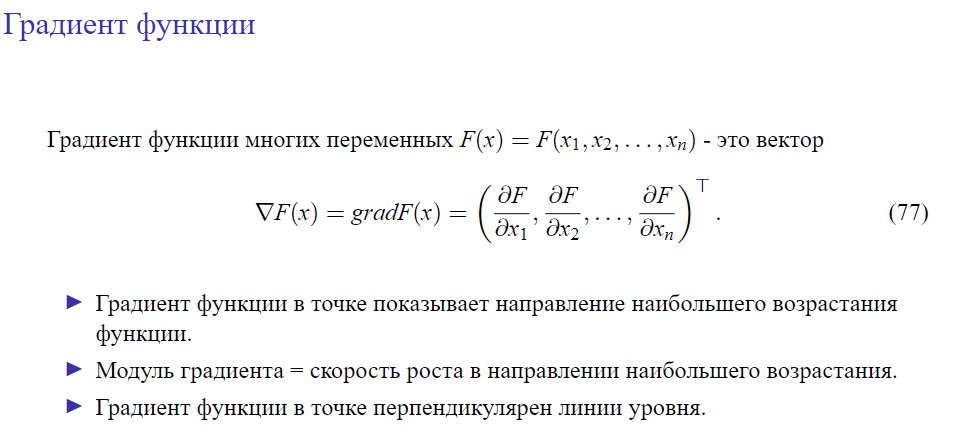 Градиент функции
Градиент функции многих переменных F(x) = F(x₁, x₂, . . . , xₙ) - это вектор
∇F(x) = gradF(x) = (∂F/∂x₁, ∂F/∂x₂, . . . , ∂F/∂xₙ)⊤ . (77)
► Градиент функции в точке показывает направление наибольшего возрастания
функции.
► Модуль градиента = скорость роста в направлении наибольшего возрастания.
► Градиент функции в точке перпендикулярен линии уровня.